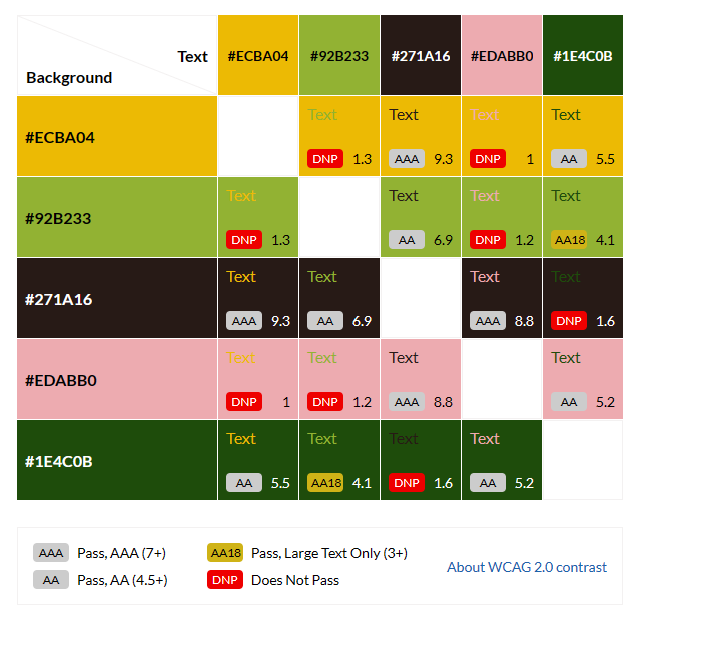 Text
Background
#ECBA04 #92B233 #271A16 #EDABB0 #1E4C0B
#ECBA04
Text Text Text Text
DNP 1.3 AAA 9.3 DNP 1 AA 5.5
#92B233
Text Text Text Text
DNP 1.3 AA 6.9 DNP 1.2 AA18 4.1
#271A16
Text Text Text Text
AAA 9.3 AA 6.9 AAA 8.8 DNP 1.6
#EDABB0
Text Text Text Text
DNP 1 DNP 1.2 AAA 8.8 AA 5.2
#1E4C0B
Text Text Text Text
AA 5.5 AA18 4.1 DNP 1.6 AA 5.2
AAA Pass, AAA (7+) AA18 Pass, Large Text Only (3+)
AA Pass, AA (4.5+) DNP Does Not Pass
About WCAG 2.0 contrast